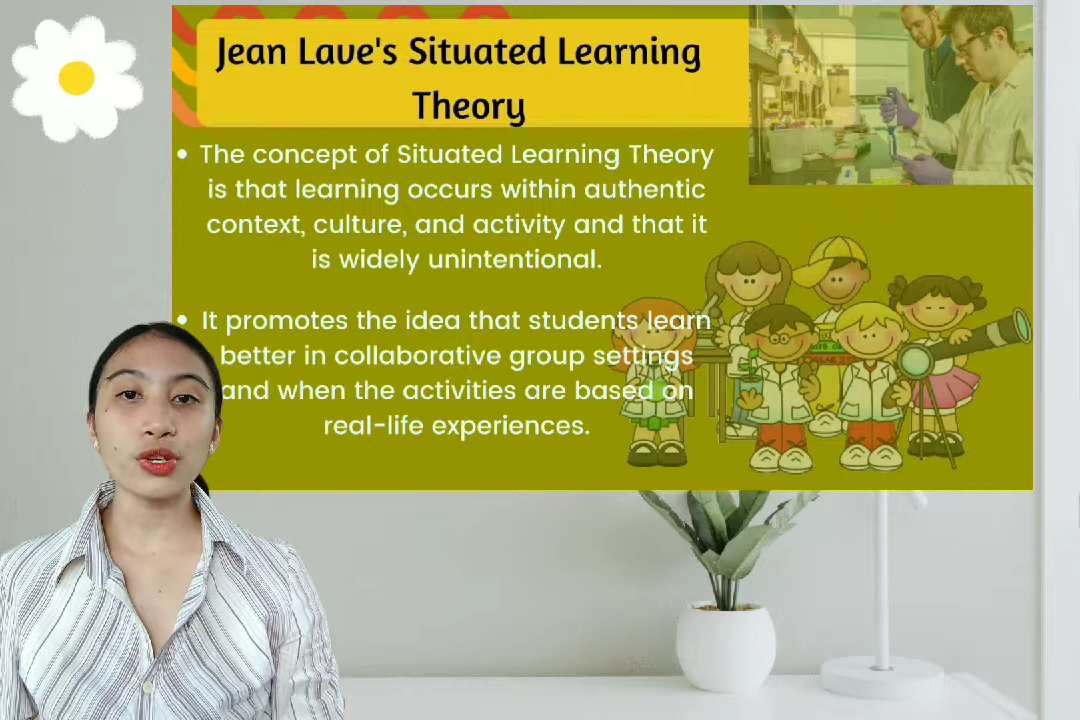 Jean Lave's Situated Learning
Theory
• The concept of Situated Learning Theory
is that learning occurs within authentic
context, culture, and activity and that it
is widely unintentional.
• It promotes the idea that students learn
better in collaborative group settings
and when the activities are based on
real-life experiences.